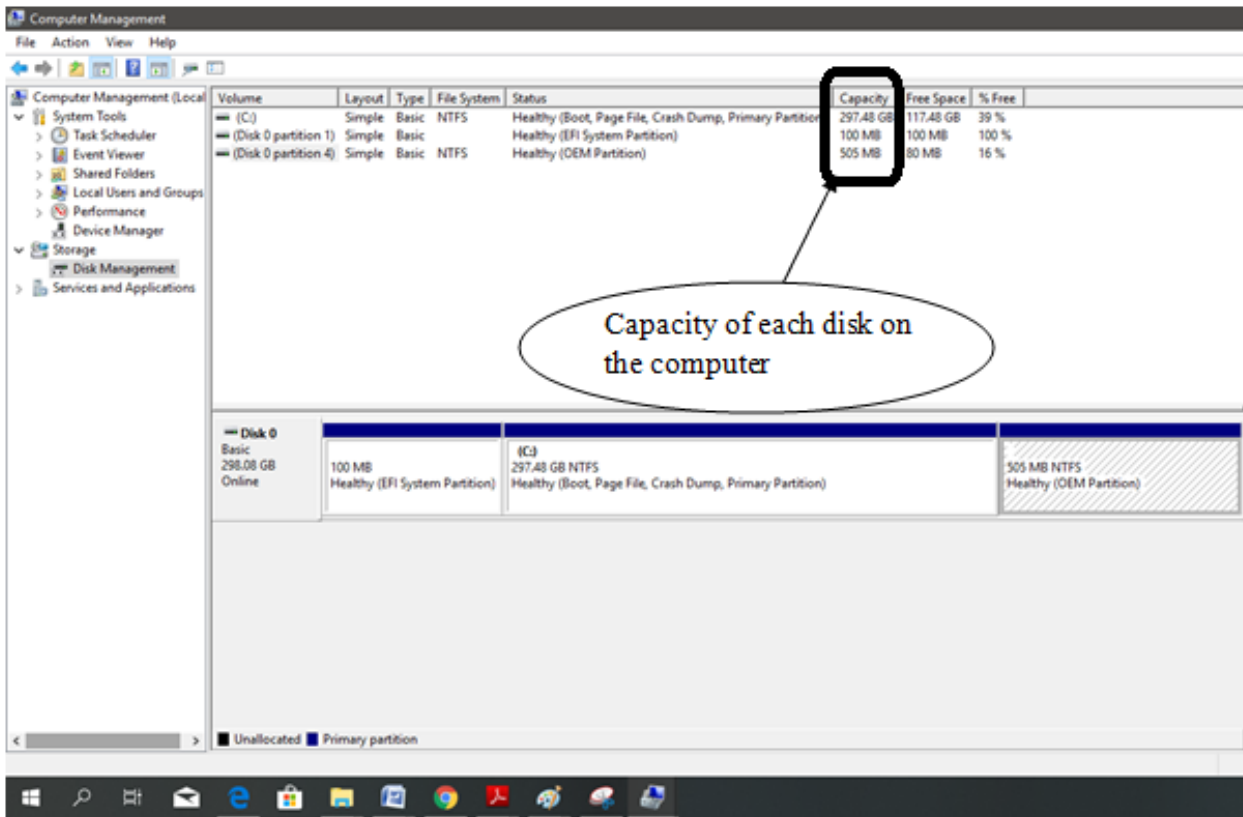 Computer Management
File Action View Help
Computer Management (Local
System Tools
Task Scheduler
Event Viewer
Shared Folders
Local Users and Groups
Performance
Device Manager
Storage
Disk Management
Services and Applications
Volume Layout Type File System Status Capacity Free Space % Free
(C:) Simple Basic NTFS Healthy (Boot, Page File, Crash Dump, Primary Partition 297.48 GB 117.48 GB 39 %
(Disk 0 partition 1) Simple Basic Healthy (EFI System Partition) 100 MB 100 MB 100 %
(Disk 0 partition 4) Simple Basic NTFS Healthy (OEM Partition) 505 MB 80 MB 16 %
Capacity of each disk on
the computer
Disk 0
Basic
298.08 GB
Online
100 MB
Healthy (EFI System Partition)
(C:)
297.48 GB NTFS
Healthy (Boot, Page File, Crash Dump, Primary Partition)
505 MB NTFS
Healthy (OEM Partition)
Unallocated Primary partition